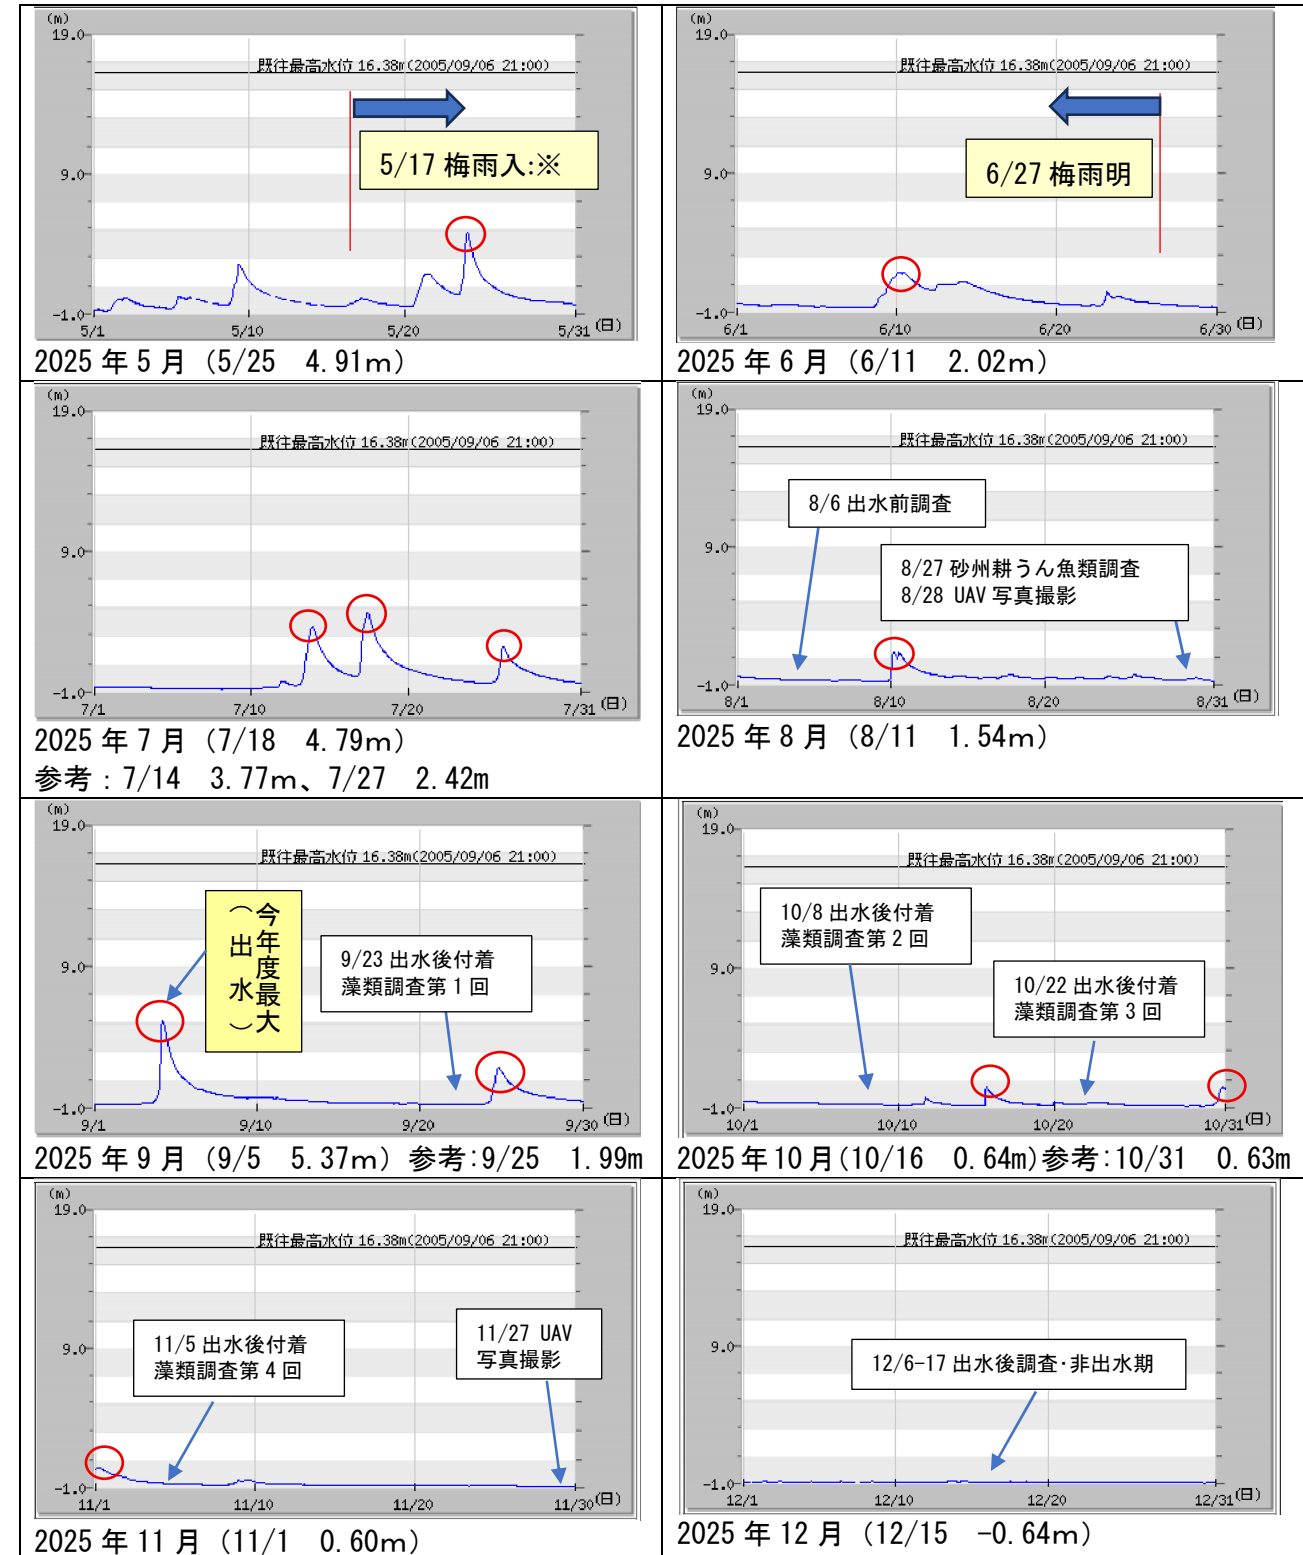 (m)
19.0
既往最高水位 16.38m(2005/09/06 21:00)
5/17 梅雨入:※
9.0
-1.0
5/1 5/10 5/20 5/31 (日)
2025 年 5 月（5/25 4.91ｍ）
(m)
19.0
既往最高水位 16.38m(2005/09/06 21:00)
6/27 梅雨明
9.0
-1.0
6/1 6/10 6/20 6/30 (日)
2025 年 6 月（6/11 2.02ｍ）
(m)
19.0
既往最高水位 16.38m(2005/09/06 21:00)
9.0
-1.0
7/1 7/10 7/20 7/31 (日)
2025 年 7 月（7/18 4.79ｍ）
参考：7/14 3.77ｍ、7/27 2.42m
(m)
19.0
既往最高水位 16.38m(2005/09/06 21:00)
8/6 出水前調査
9.0
8/27 砂州耕うん魚類調査
8/28 UAV 写真撮影
-1.0
8/1 8/10 8/20 8/31 (日)
2025 年 8 月（8/11 1.54ｍ）
(m)
19.0
既往最高水位 16.38m(2005/09/06 21:00)
今年度最大
（出水）
9/23 出水後付着
藻類調査第 1 回
9.0
-1.0
9/1 9/10 9/20 9/30 (日)
2025 年 9 月（9/5 5.37ｍ）参考:9/25 1.99m
(m)
19.0
既往最高水位 16.38m(2005/09/06 21:00)
10/8 出水後付着
藻類調査第 2 回
9.0
10/22 出水後付着
藻類調査第 3 回
-1.0
10/1 10/10 10/20 10/31 (日)
2025 年 10 月(10/16 0.64m)参考:10/31 0.63m
(m)
19.0
既往最高水位 16.38m(2005/09/06 21:00)
11/5 出水後付着
藻類調査第 4 回
11/27 UAV
写真撮影
9.0
-1.0
11/1 11/10 11/20 11/30 (日)
2025 年 11 月（11/1 0.60ｍ）
(m)
19.0
既往最高水位 16.38m(2005/09/06 21:00)
9.0
12/6-17 出水後調査・非出水期
-1.0
12/1 12/10 12/20 12/31 (日)
2025 年 12 月（12/15 -0.64ｍ）